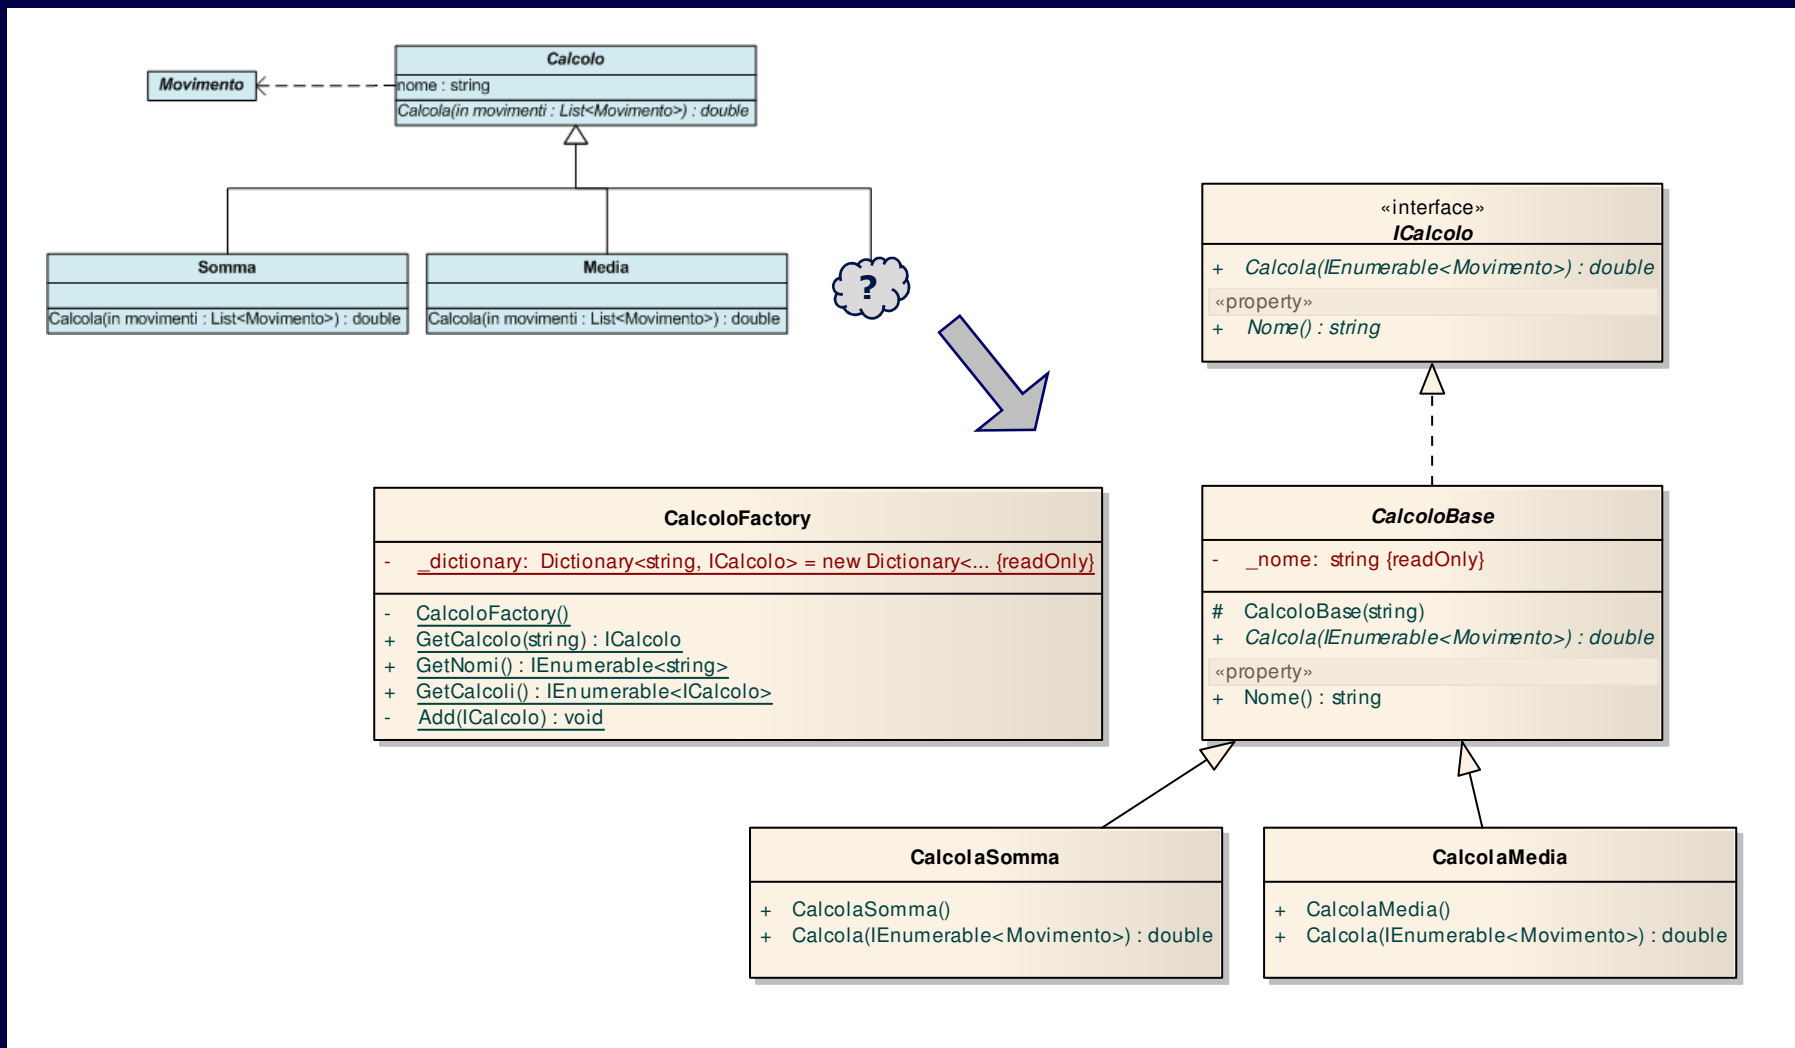 Calcolo
Movimento
nome : string
Calcola(in movimenti : List<Movimento>) : double
Somma
Calcola(in movimenti : List<Movimento>) : double
Media
Calcola(in movimenti : List<Movimento>) : double
?
«interface»
ICalcolo
+ Calcola(IEnumerable<Movimento>) : double
«property»
+ Nome() : string
CalcoloFactory
- _dictionary: Dictionary<string, ICalcolo> = new Dictionary<... {readOnly}
- CalcoloFactory()
+ GetCalcolo(string) : ICalcolo
+ GetNomi() : IEnumerable<string>
+ GetCalcoli() : IEnumerable<ICalcolo>
- Add(ICalcolo) : void
CalcoloBase
- _nome: string {readOnly}
# CalcoloBase(string)
+ Calcola(IEnumerable<Movimento>) : double
«property»
+ Nome() : string
CalcolaSomma
+ CalcolaSomma()
+ Calcola(IEnumerable<Movimento>) : double
CalcolaMedia
+ CalcolaMedia()
+ Calcola(IEnumerable<Movimento>) : double